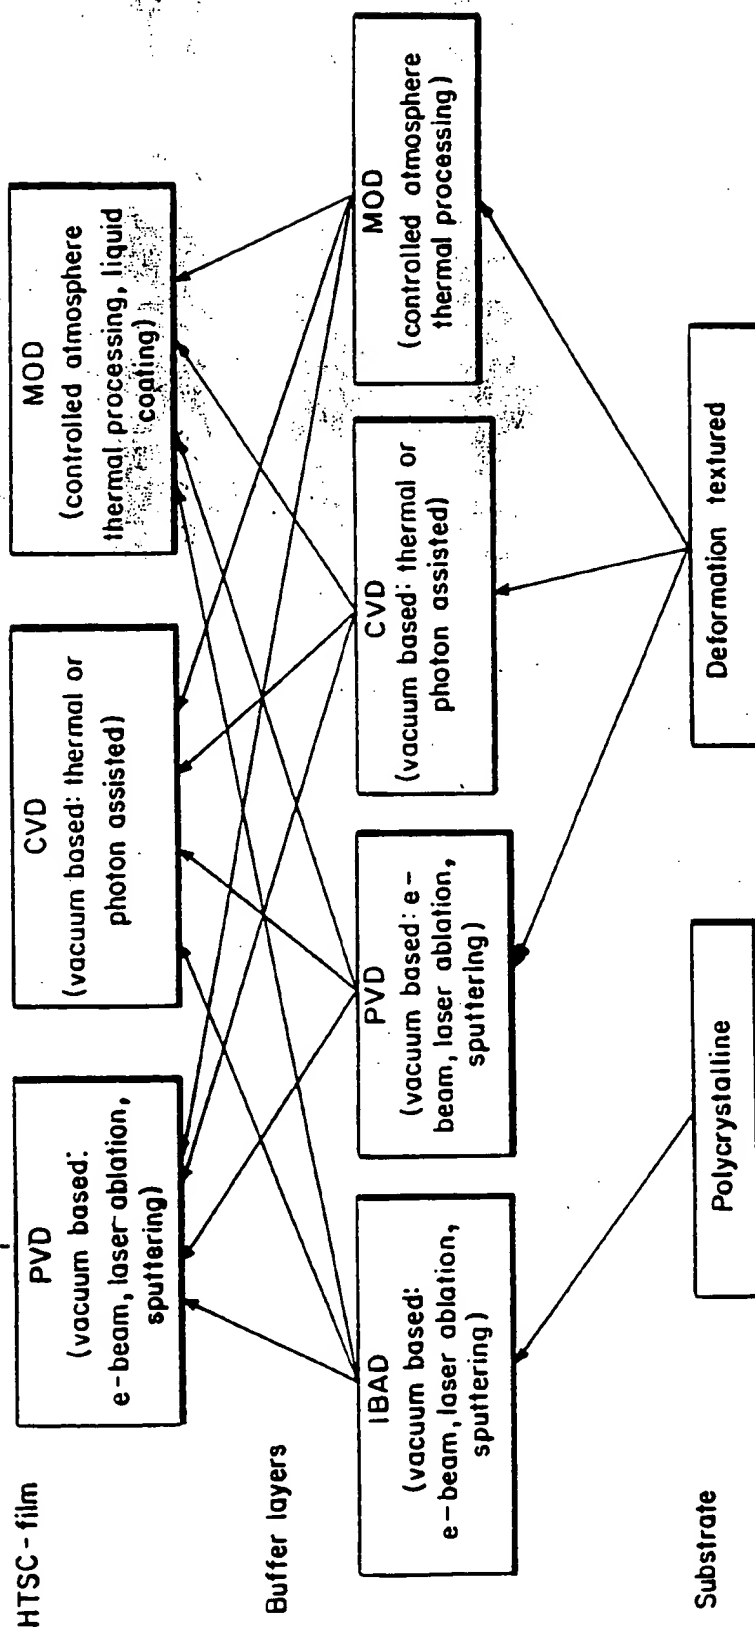 HTSC-film
PVD
(vacuum based:
e-beam, laser ablation,
sputtering)
CVD
(vacuum based: thermal or
photon assisted)
MOD
(controlled atmosphere
thermal processing, liquid
coating)
Buffer layers
IBAD
(vacuum based:
e-beam, laser ablation,
sputtering)
PVD
(vacuum based: e-
beam, laser ablation,
sputtering)
CVD
(vacuum based: thermal or
photon assisted)
MOD
(controlled atmosphere
thermal processing)
Substrate
Polycrystalline
Deformation textured